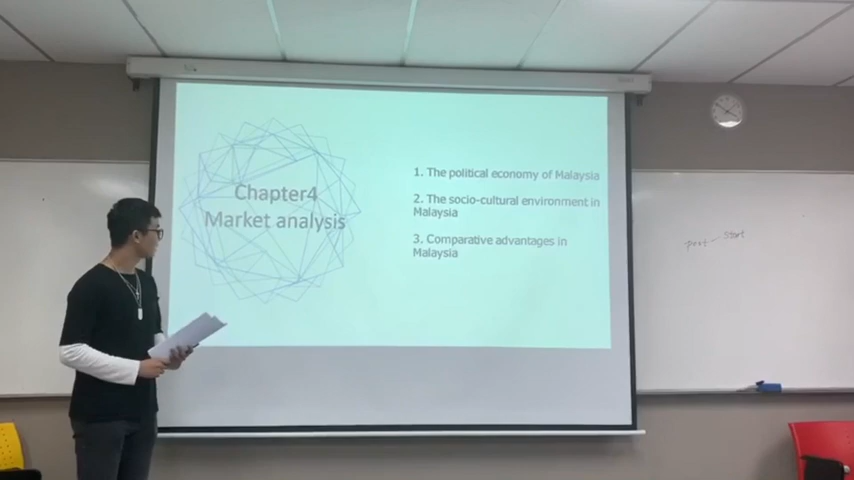 Chapter4
Market analysis
1. The political economy of Malaysia
2. The socio-cultural environment in
Malaysia
3. Comparative advantages in
Malaysia
start